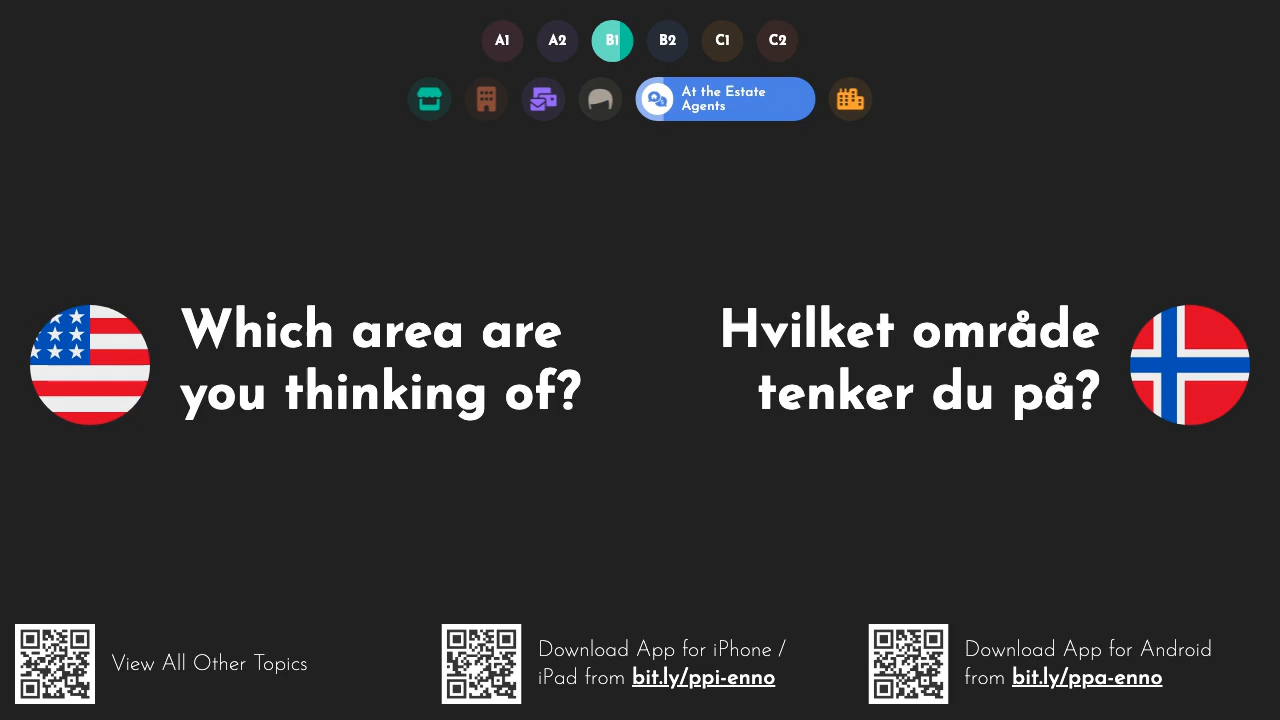 A1 A2 B1 B2 C1 C2
At the Estate
Agents
Which area are
you thinking of?
Hvilket område
tenker du på?
View All Other Topics
Download App for iPhone /
iPad from bit.ly/ppi-enno
Download App for Android
from bit.ly/ppa-enno